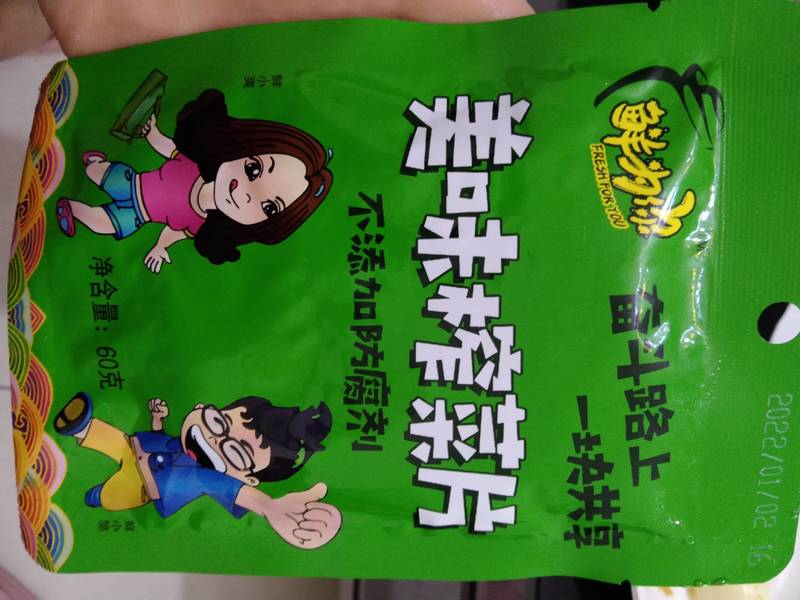 鲜为你
FRESH FOR YOU
奋斗路上
一块共享
美味榨菜片
不添加防腐剂
鲜小爽
净含量：60克
鲜小脆
2022/01/02 16